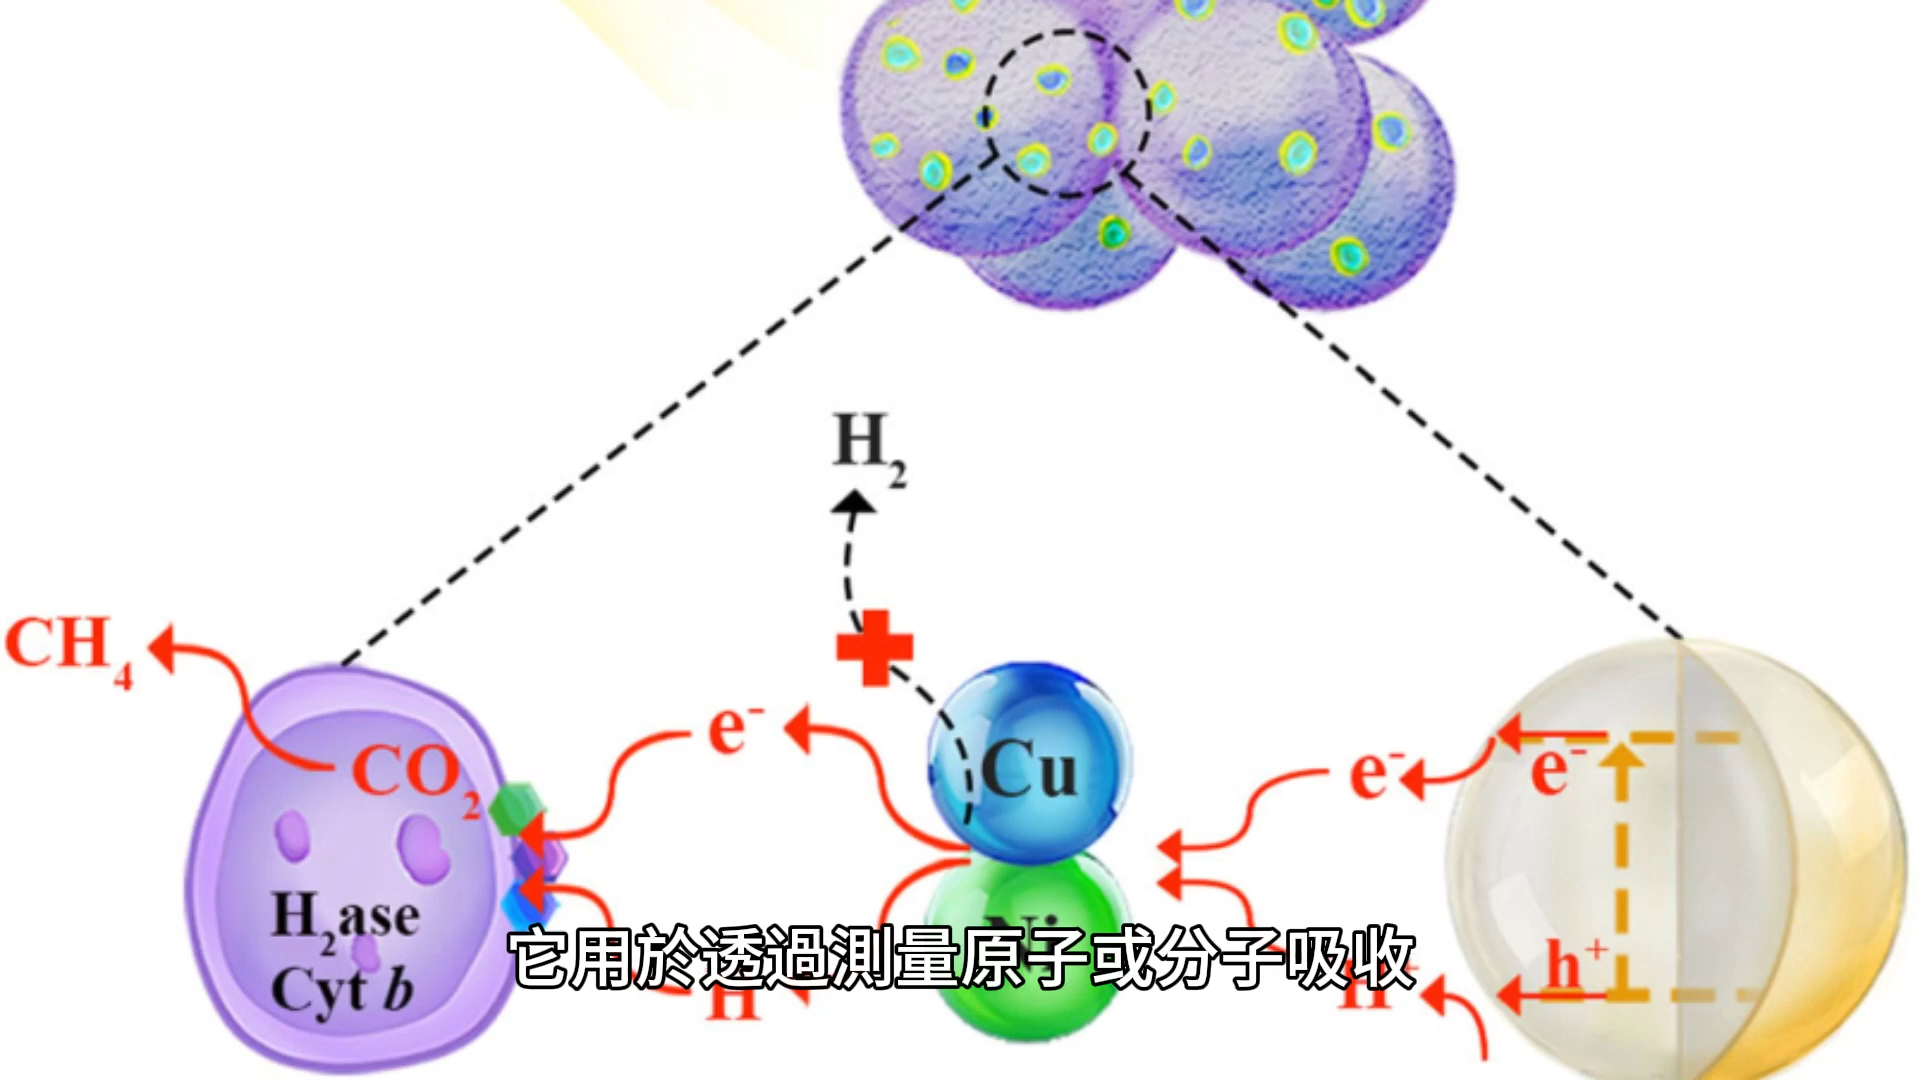 H₂
CH₄
CO₂
e⁻
Cu
e⁻
e⁻
H₂ase
Cyt b
Ni
h⁺
H⁺
它用於透過測量原子或分子吸收